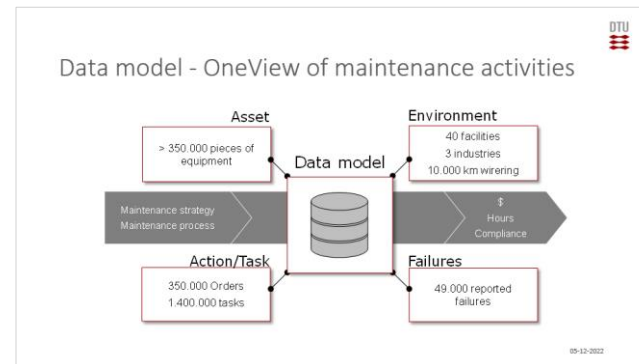 DTU
Data model - OneView of maintenance activities
Asset
> 350.000 pieces of
equipment
Environment
40 facilities
3 industries
10.000 km wirering
Data model
Maintenance strategy
Maintenance process
$
Hours
Compliance
Action/Task
350.000 Orders
1.400.000 tasks
Failures
49.000 reported
failures
05-12-2022